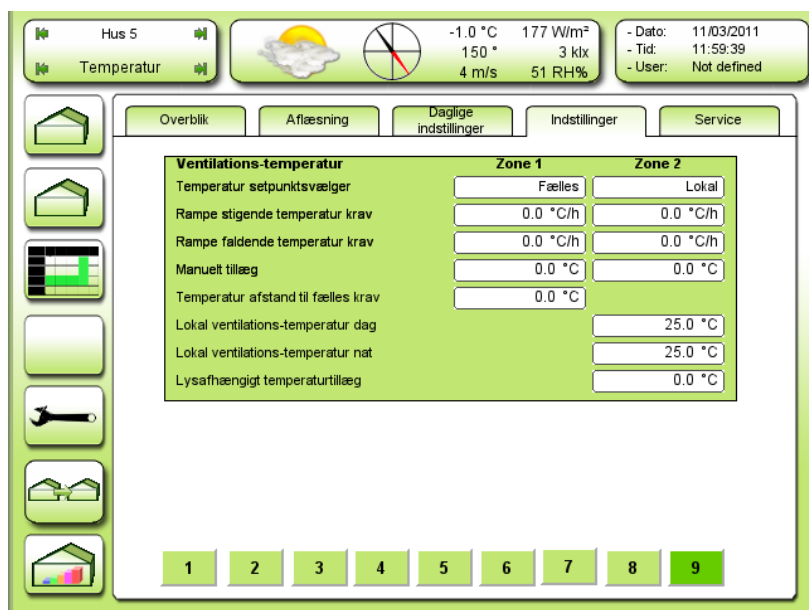 Hus 5
Temperatur
-1.0 °C 177 W/m²
150 ° 3 klx
4 m/s 51 RH%
- Dato: 11/03/2011
- Tid: 11:59:39
- User: Not defined
Overblik
Aflæsning
Daglige
indstillinger
Indstillinger
Service
Ventilations-temperatur Zone 1 Zone 2
Temperatur setpunktsvælger Fælles Lokal
Rampe stigende temperatur krav 0.0 °C/h 0.0 °C/h
Rampe faldende temperatur krav 0.0 °C/h 0.0 °C/h
Manuelt tillæg 0.0 °C 0.0 °C
Temperatur afstand til fælles krav 0.0 °C
Lokal ventilations-temperatur dag 25.0 °C
Lokal ventilations-temperatur nat 25.0 °C
Lysafhængigt temperaturtillæg 0.0 °C
1 2 3 4 5 6 7 8 9